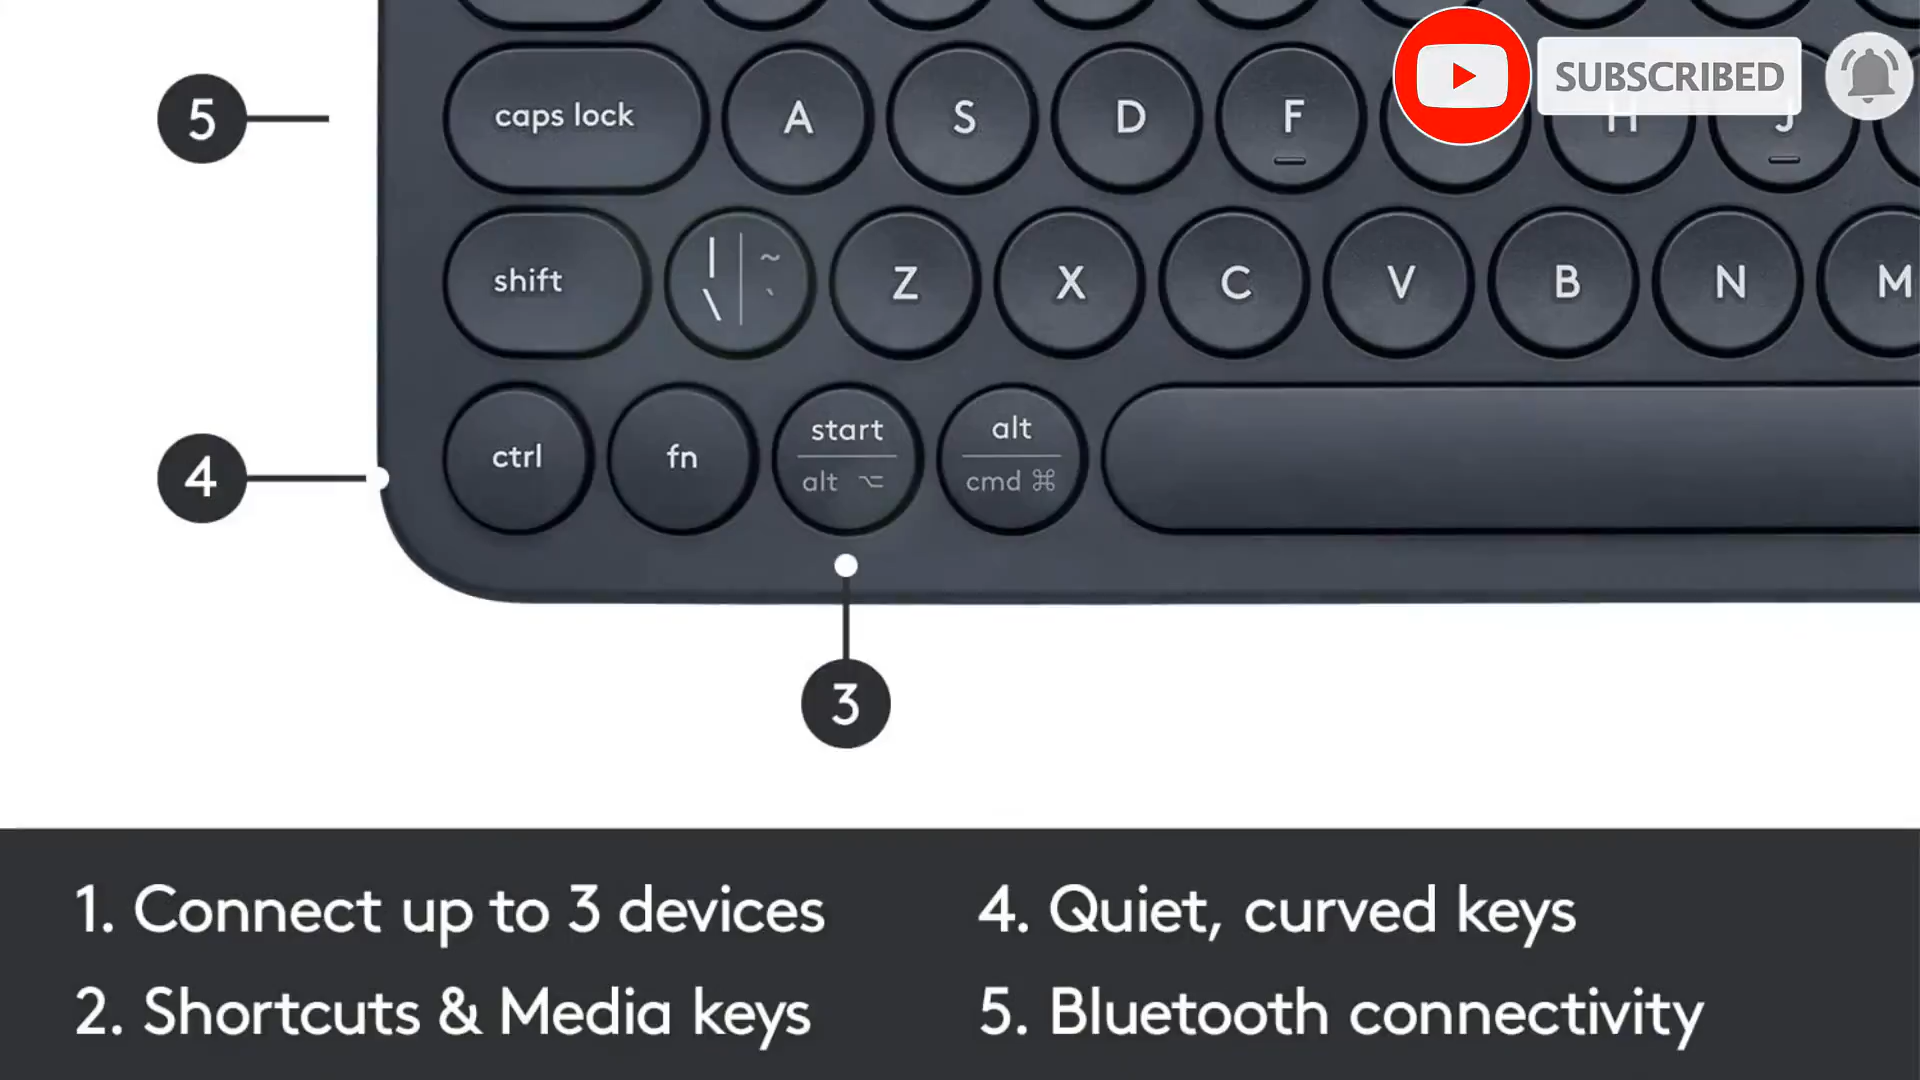 SUBSCRIBED
5
caps lock A S D F H J
shift | ~ \ ` Z X C V B N M
ctrl fn start alt ⌥ alt cmd ⌘
4
3
1. Connect up to 3 devices
2. Shortcuts & Media keys
4. Quiet, curved keys
5. Bluetooth connectivity